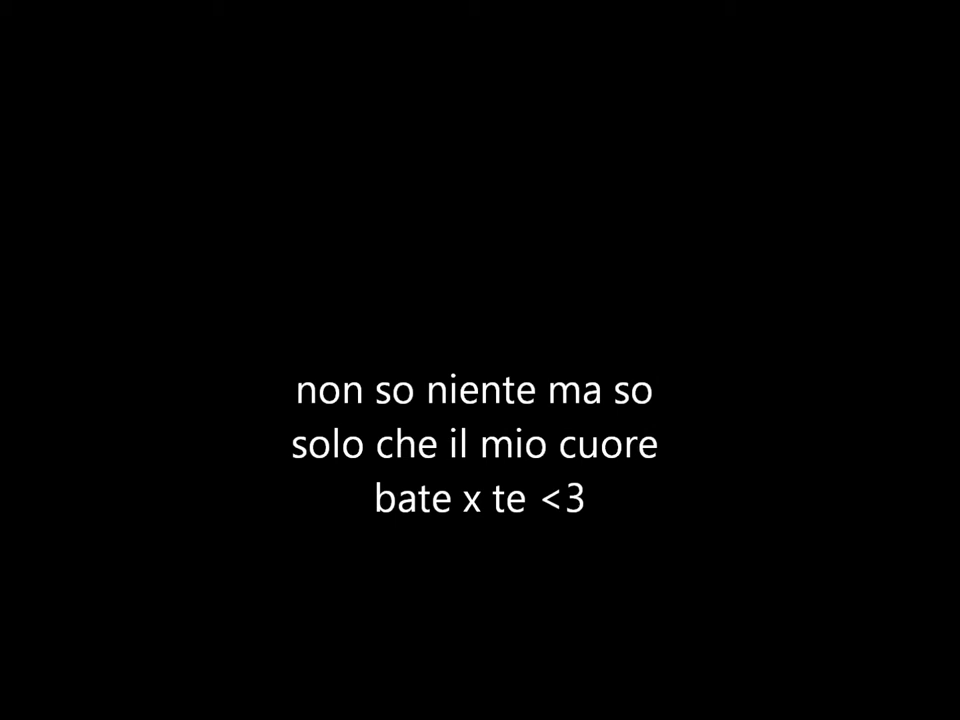 non so niente ma so
solo che il mio cuore
bate x te <3